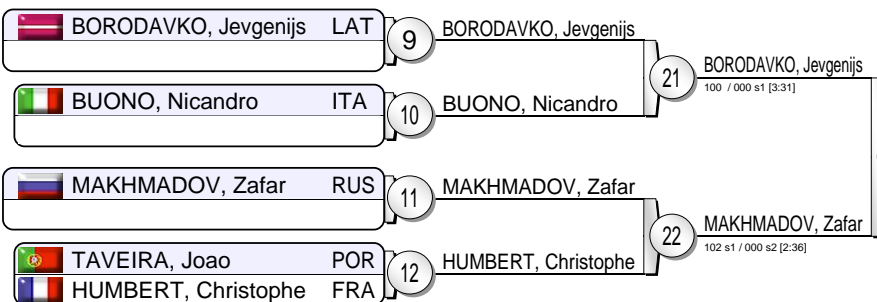 BORODAVKO, Jevgenijs LAT
9
BORODAVKO, Jevgenijs
21
BORODAVKO, Jevgenijs
100 / 000 s1 [3:31]
BUONO, Nicandro ITA
10
BUONO, Nicandro
MAKHMADOV, Zafar RUS
11
MAKHMADOV, Zafar
22
MAKHMADOV, Zafar
102 s1 / 000 s2 [2:36]
TAVEIRA, Joao POR
12
HUMBERT, Christophe
HUMBERT, Christophe FRA